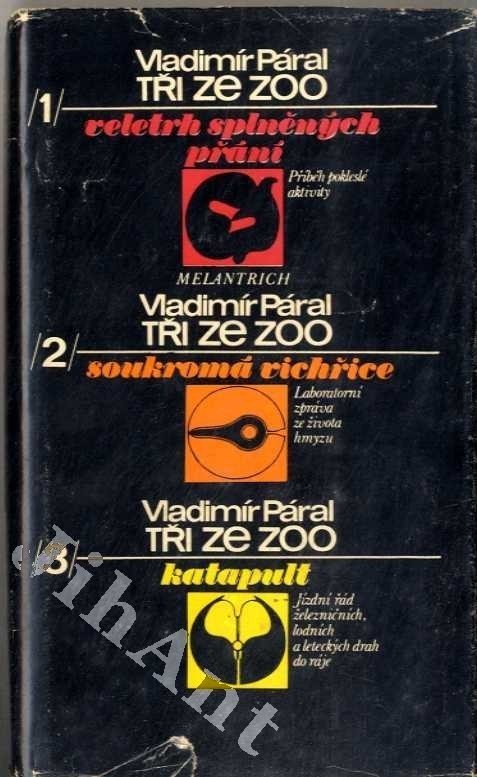 Vladimír Páral
TŘI ze ZOO
/1/
veletrh splněných
přání
Příběh pokleslé
aktivity
MELANTRICH
Vladimír Páral
TŘI ze ZOO
/2/
soukromá vichřice
Laboratorní
zpráva
ze života
hmyzu
Vladimír Páral
TŘI ze ZOO
/3/
katapult
Jízdní řád
železničních,
lodních
a leteckých drah
do ráje
JihAnt